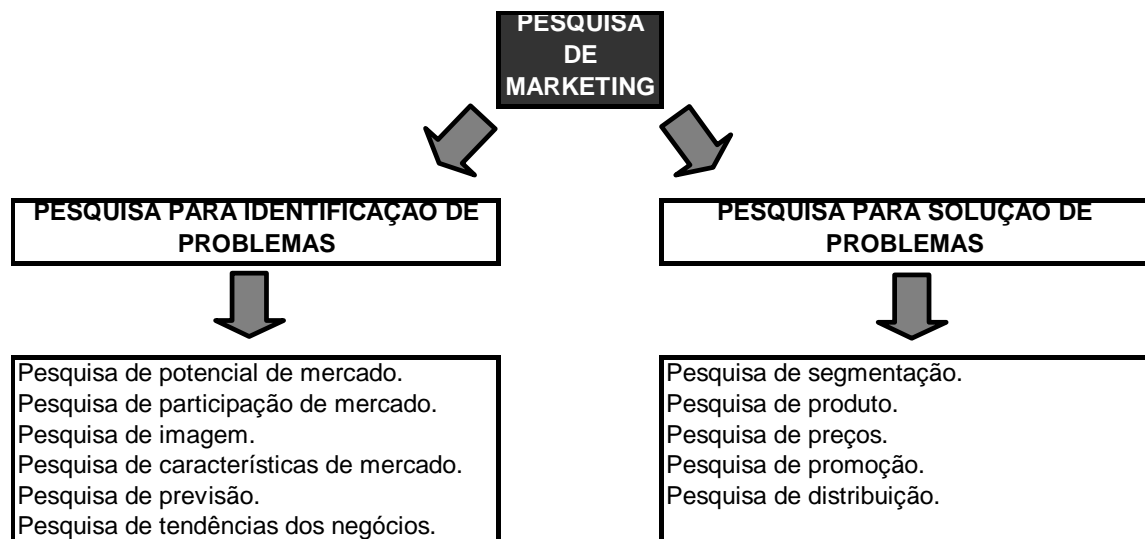 PESQUISA
DE
MARKETING
PESQUISA PARA IDENTIFICAÇÃO DE
PROBLEMAS
PESQUISA PARA SOLUÇÃO DE
PROBLEMAS
Pesquisa de potencial de mercado.
Pesquisa de participação de mercado.
Pesquisa de imagem.
Pesquisa de características de mercado.
Pesquisa de previsão.
Pesquisa de tendências dos negócios.
Pesquisa de segmentação.
Pesquisa de produto.
Pesquisa de preços.
Pesquisa de promoção.
Pesquisa de distribuição.